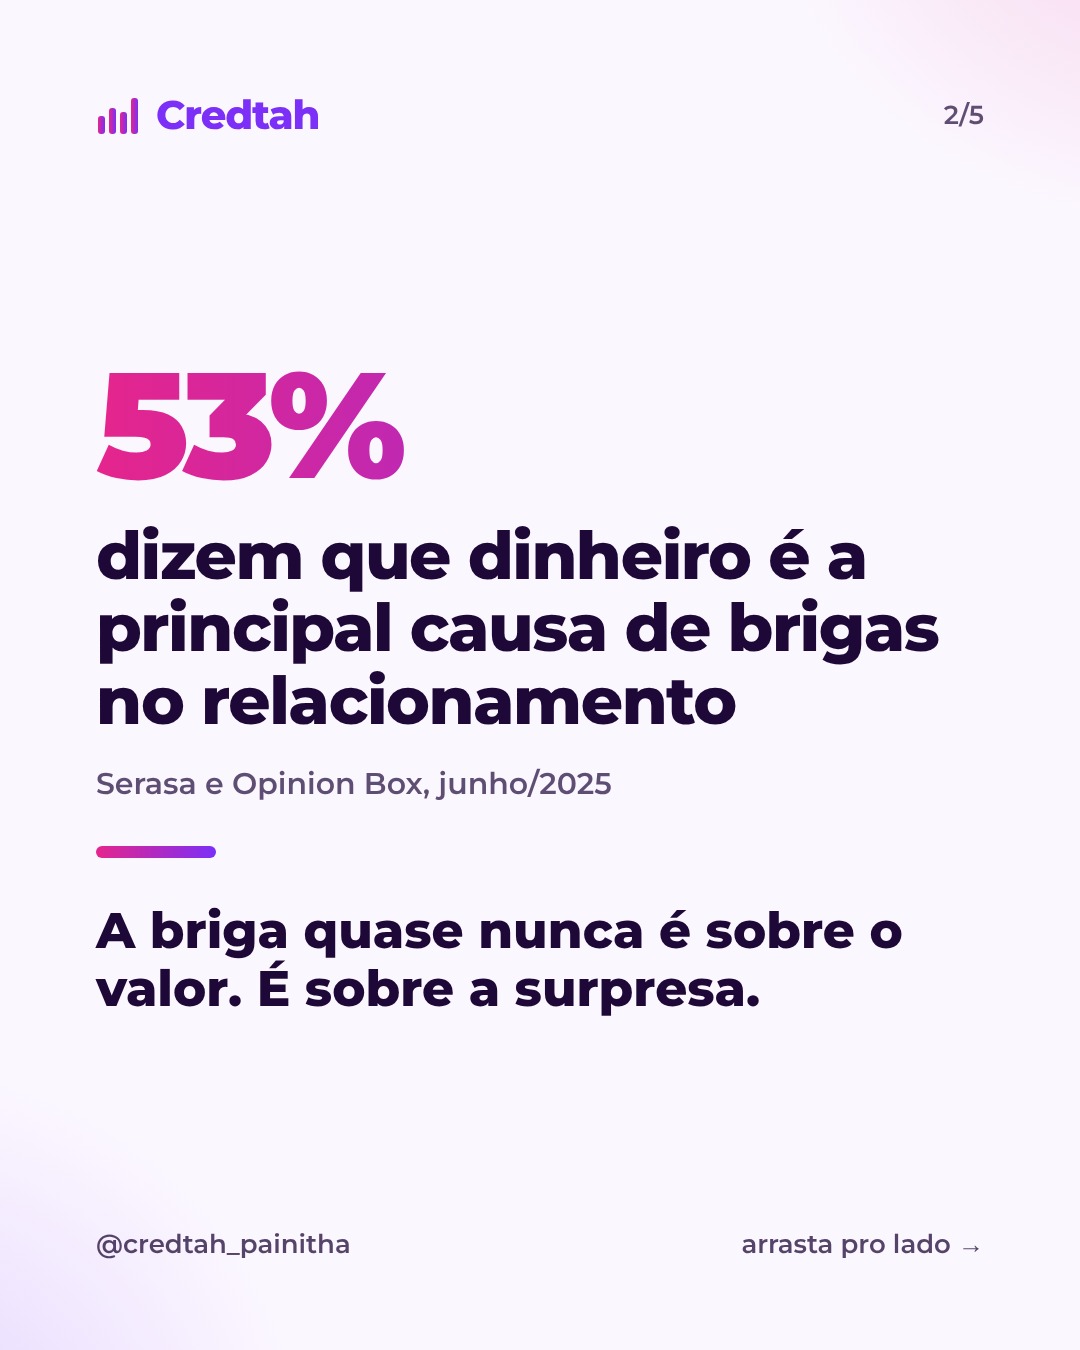 Credtah
2/5
53%
dizem que dinheiro é a
principal causa de brigas
no relacionamento
Serasa e Opinion Box, junho/2025
A briga quase nunca é sobre o
valor. É sobre a surpresa.
@credtah_painitha
arrasta pro lado →